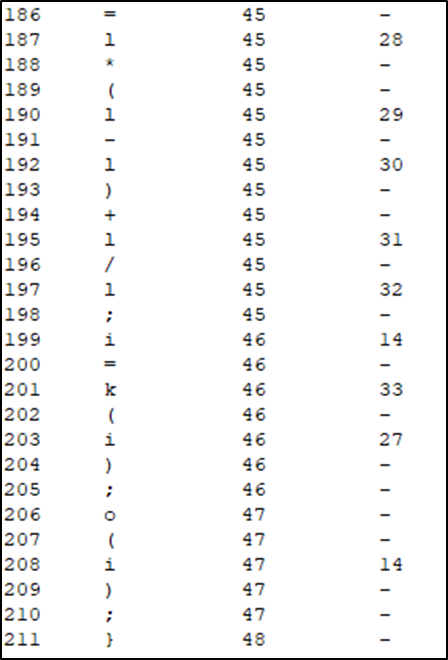 186 = 45 -
187 l 45 28
188 * 45 -
189 ( 45 -
190 l 45 29
191 - 45 -
192 l 45 30
193 ) 45 -
194 + 45 -
195 l 45 31
196 / 45 -
197 l 45 32
198 ; 45 -
199 i 46 14
200 = 46 -
201 k 46 33
202 ( 46 -
203 i 46 27
204 ) 46 -
205 ; 46 -
206 o 47 -
207 ( 47 -
208 i 47 14
209 ) 47 -
210 ; 47 -
211 } 48 -